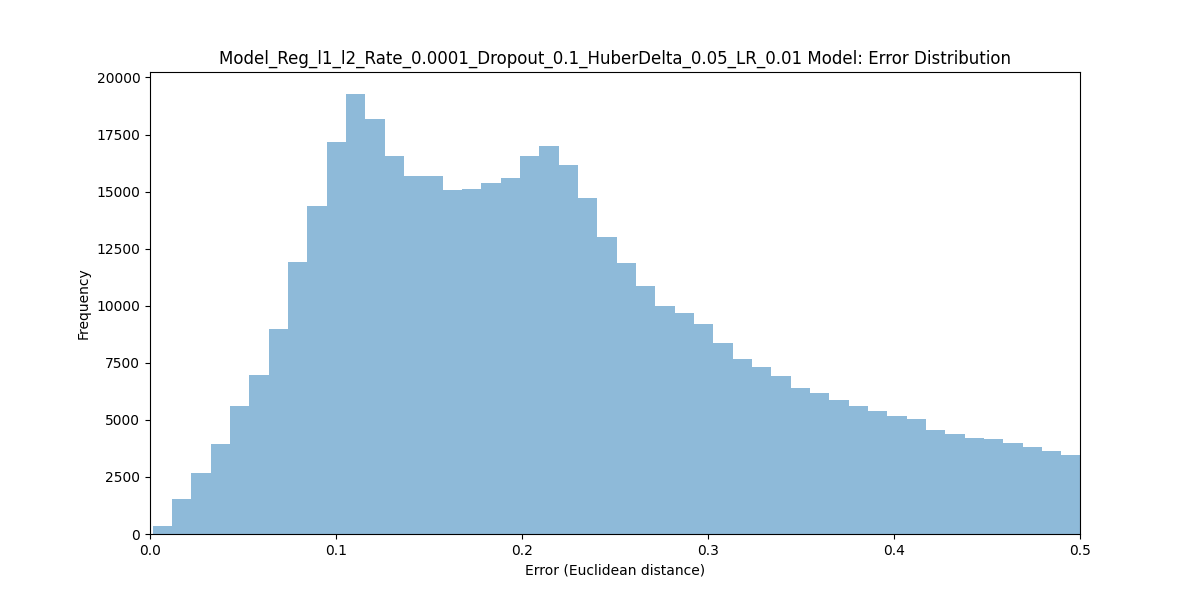 Model_Reg_l1_l2_Rate_0.0001_Dropout_0.1_HuberDelta_0.05_LR_0.01 Model: Error Distribution
20000
17500
15000
12500
10000
7500
5000
2500
0
Frequency
0.0 0.1 0.2 0.3 0.4 0.5
Error (Euclidean distance)